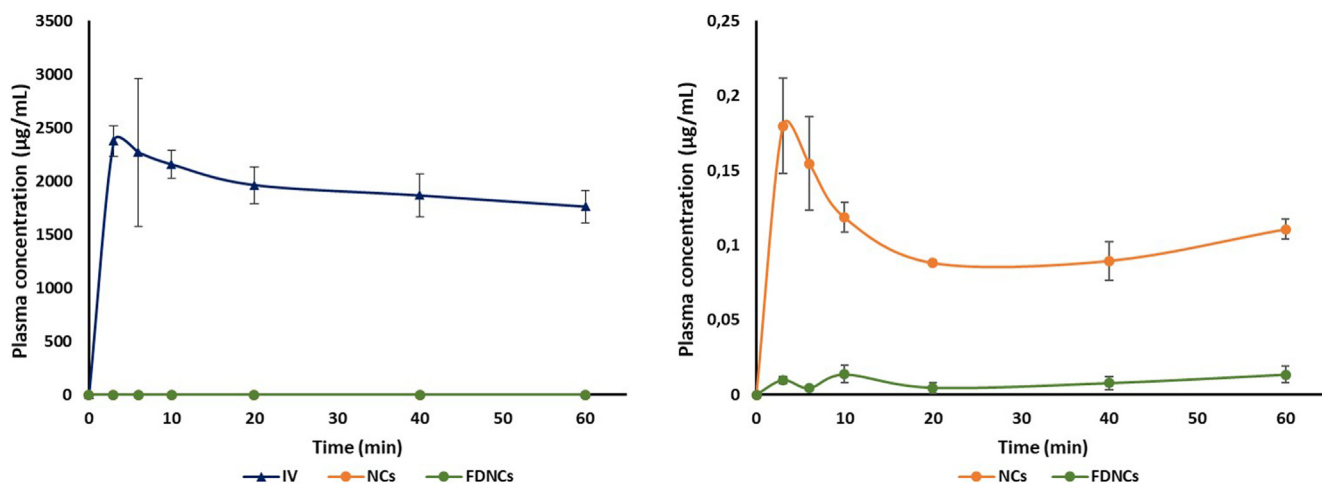 Plasma concentration (µg/mL)
3500
3000
2500
2000
1500
1000
500
0
0 10 20 30 40 50 60
Time (min)
IV NCs FDNCs
Plasma concentration (µg/mL)
0,25
0,2
0,15
0,1
0,05
0
0 10 20 30 40 50 60
Time (min)
NCs FDNCs